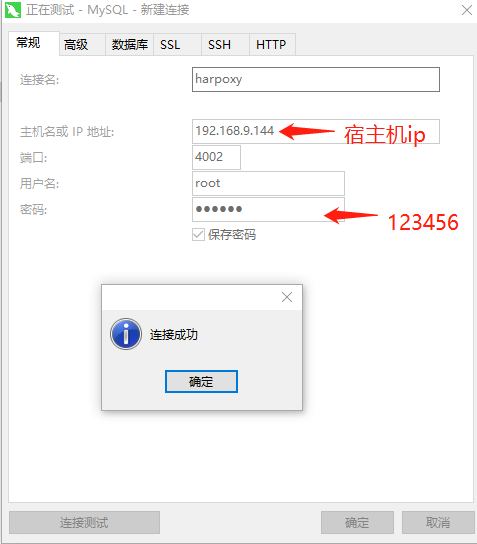 正在测试 - MySQL - 新建连接
常规 高级 数据库 SSL SSH HTTP
连接名: harpoxy
主机名或 IP 地址: 192.168.9.144 宿主机ip
端口: 4002
用户名: root
密码: ●●●●●● 123456
保存密码
连接成功
确定
连接测试 确定 取消